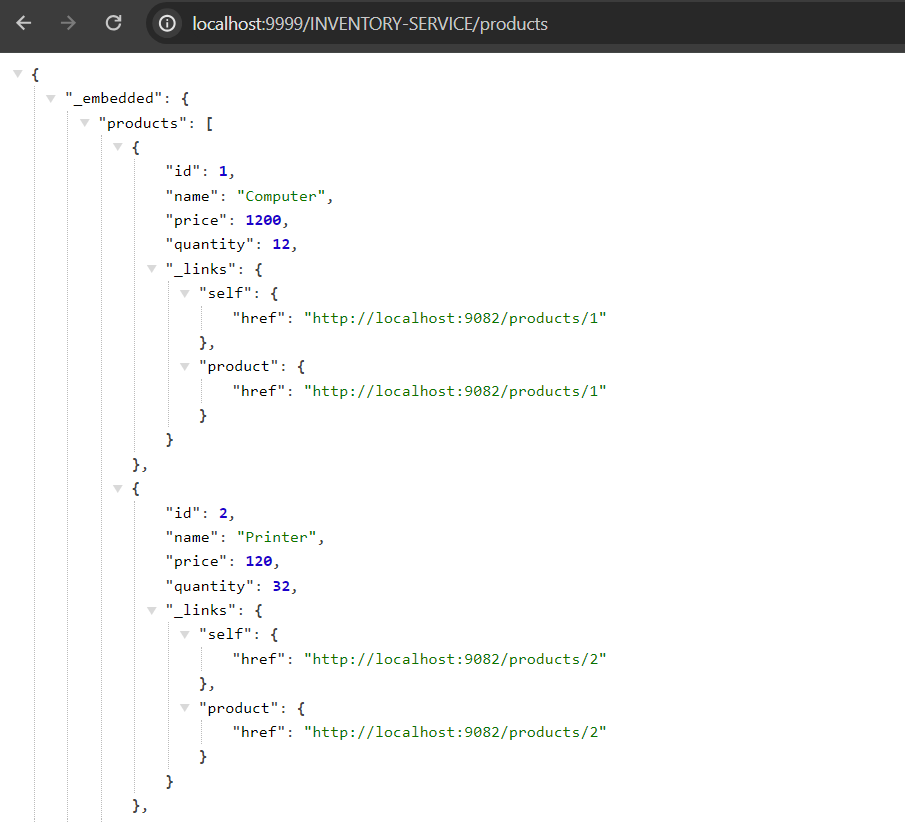 localhost:9999/INVENTORY-SERVICE/products
{
"_embedded": {
"products": [
{
"id": 1,
"name": "Computer",
"price": 1200,
"quantity": 12,
"_links": {
"self": {
"href": "http://localhost:9082/products/1"
},
"product": {
"href": "http://localhost:9082/products/1"
}
}
},
{
"id": 2,
"name": "Printer",
"price": 120,
"quantity": 32,
"_links": {
"self": {
"href": "http://localhost:9082/products/2"
},
"product": {
"href": "http://localhost:9082/products/2"
}
}
},